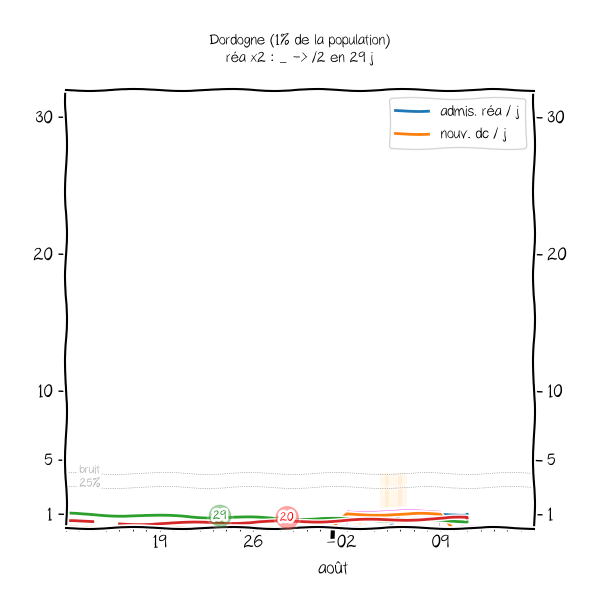 Dordogne (1% de la population)
réa x2 : _ -> /2 en 29 j
admis. réa / j
nouv. dc / j
30
30
20
20
10
10
5
5
bruit
25%
1
1
29
20
19
26
02
09
août